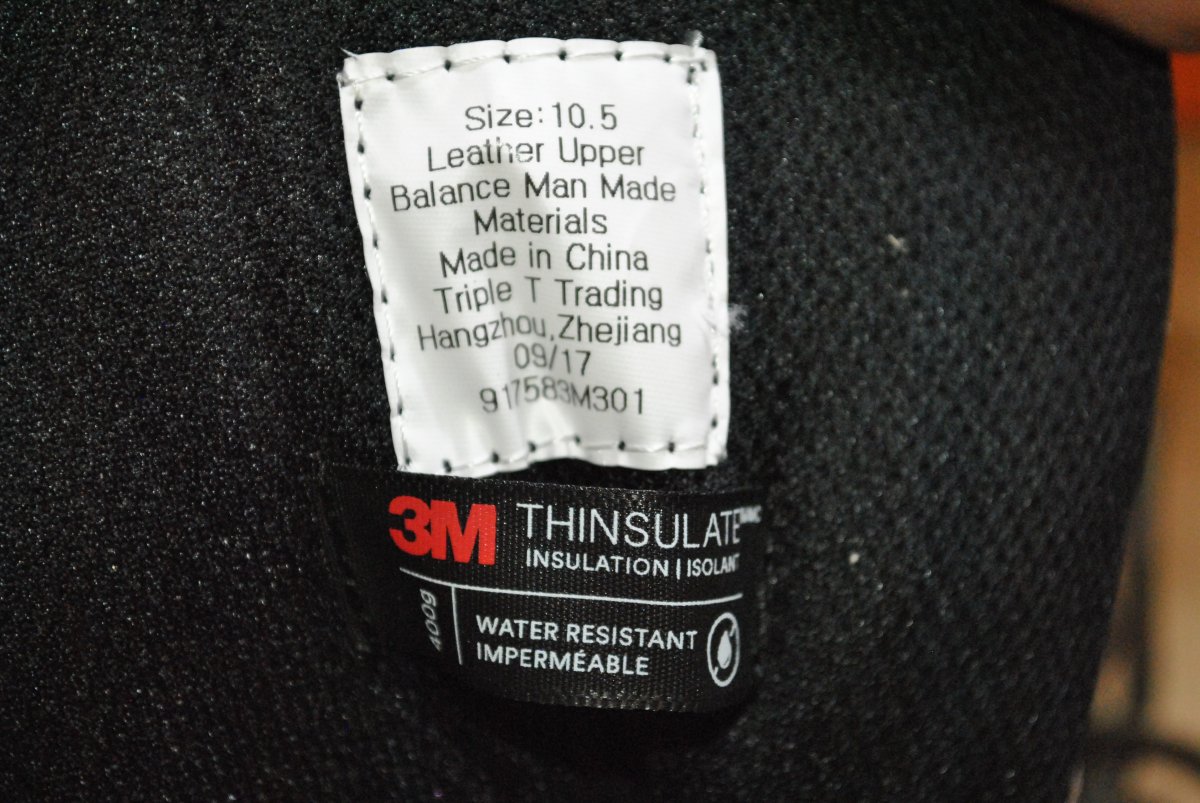 Size:10.5
Leather Upper
Balance Man Made
Materials
Made in China
Triple T Trading
Hangzhou,Zhejiang
09/17
917583M301
3M THINSULATE
INSULATION | ISOLANT
400g
WATER RESISTANT
IMPERMÉABLE